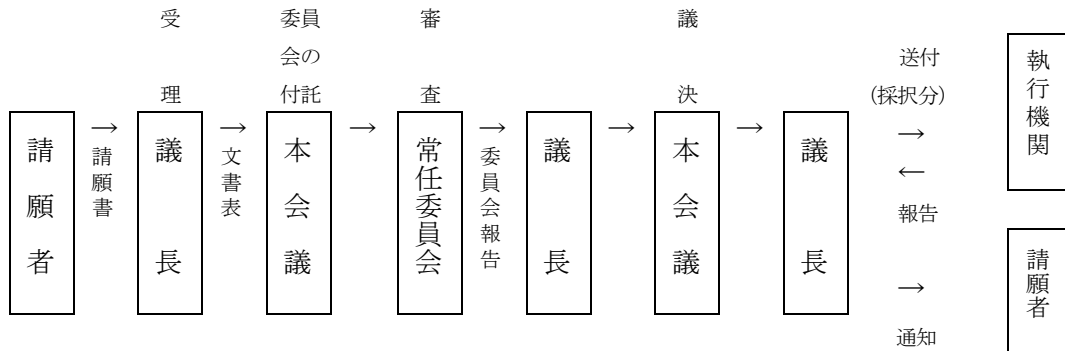 受理
委員会の付託
審査
議決
請願者
→
請願書
議長
→
文書表
本会議
→
常任委員会
→
委員会報告
議長
→
本会議
→
議長
送付
(採択分)
→
←
報告
執行機関
→
通知
請願者